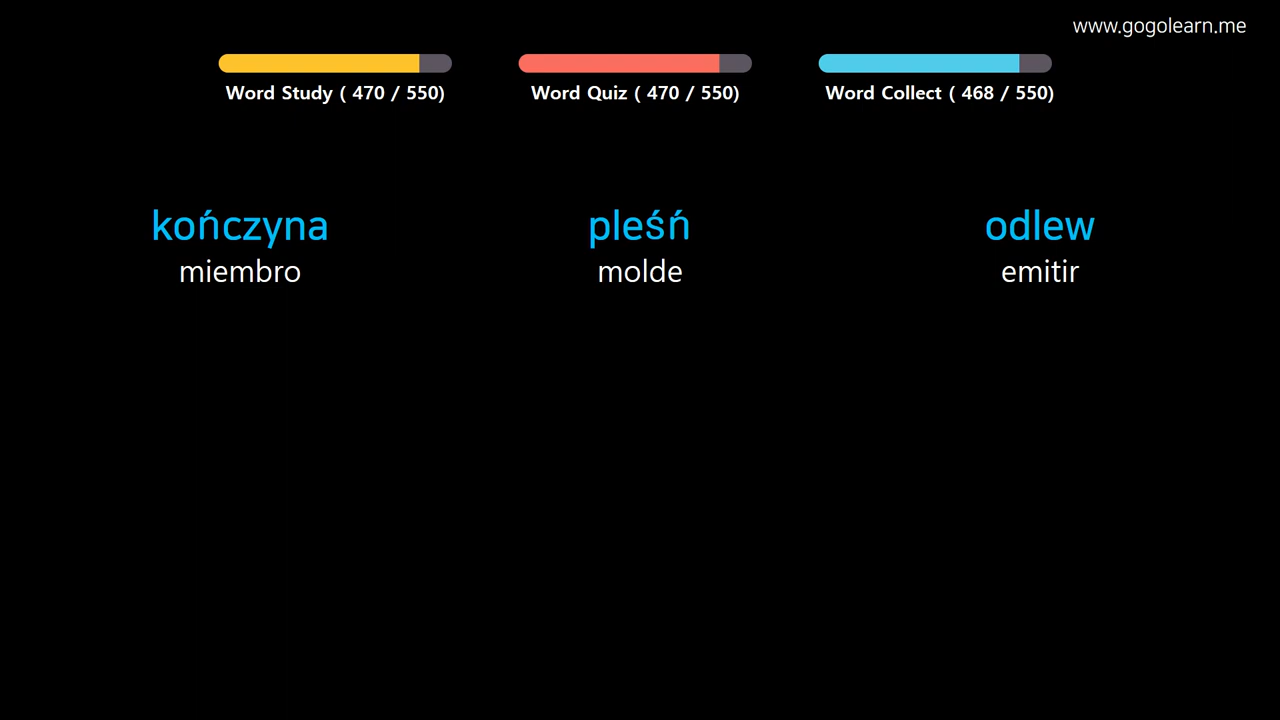 www.gogolearn.me
Word Study ( 470 / 550)
Word Quiz ( 470 / 550)
Word Collect ( 468 / 550)
kończyna
miembro
pleśń
molde
odlew
emitir